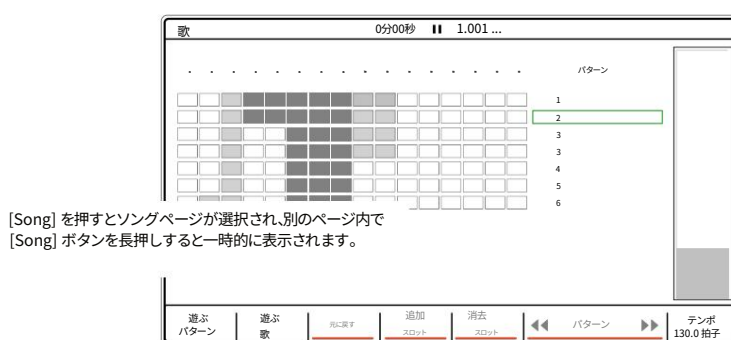 歌 0分00秒 1.001 ...
パターン
1
2
3
3
4
5
6
[Song] を押すとソングページが選択され、別のページ内で
[Song] ボタンを長押しすると一時的に表示されます。
遊ぶ
パターン
遊ぶ
歌
元に戻す
追加
スロット
消去
スロット
パターン
テンポ
130.0 拍子